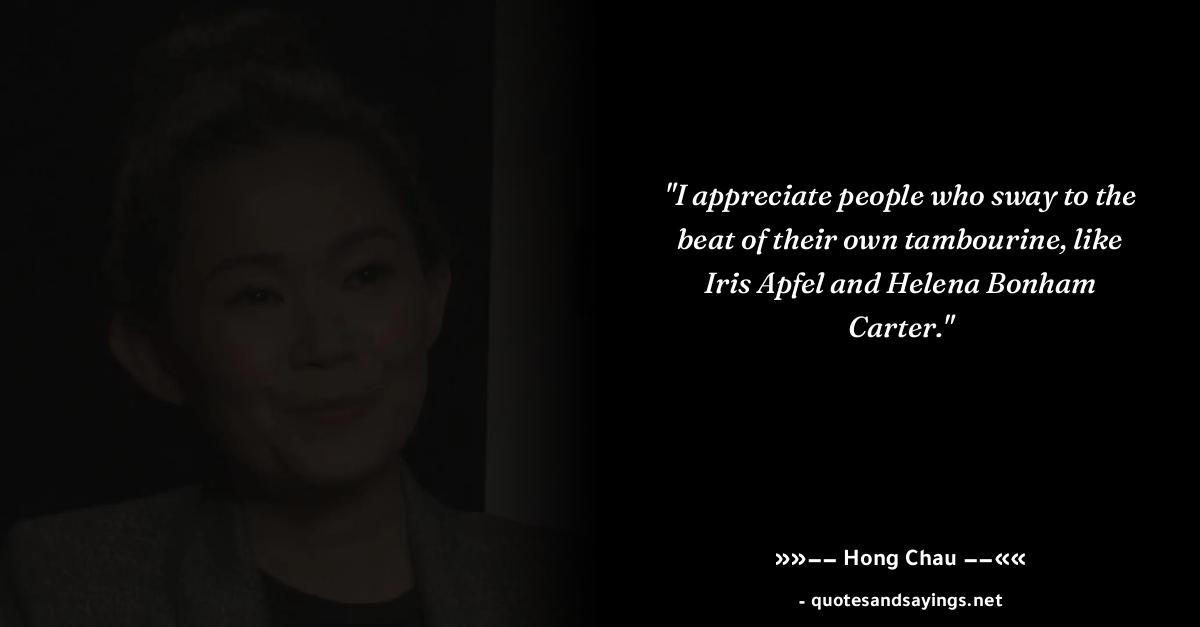 "I appreciate people who sway to the
beat of their own tambourine, like
Iris Apfel and Helena Bonham
Carter."
»»−− Hong Chau −−««
- quotesandsayings.net